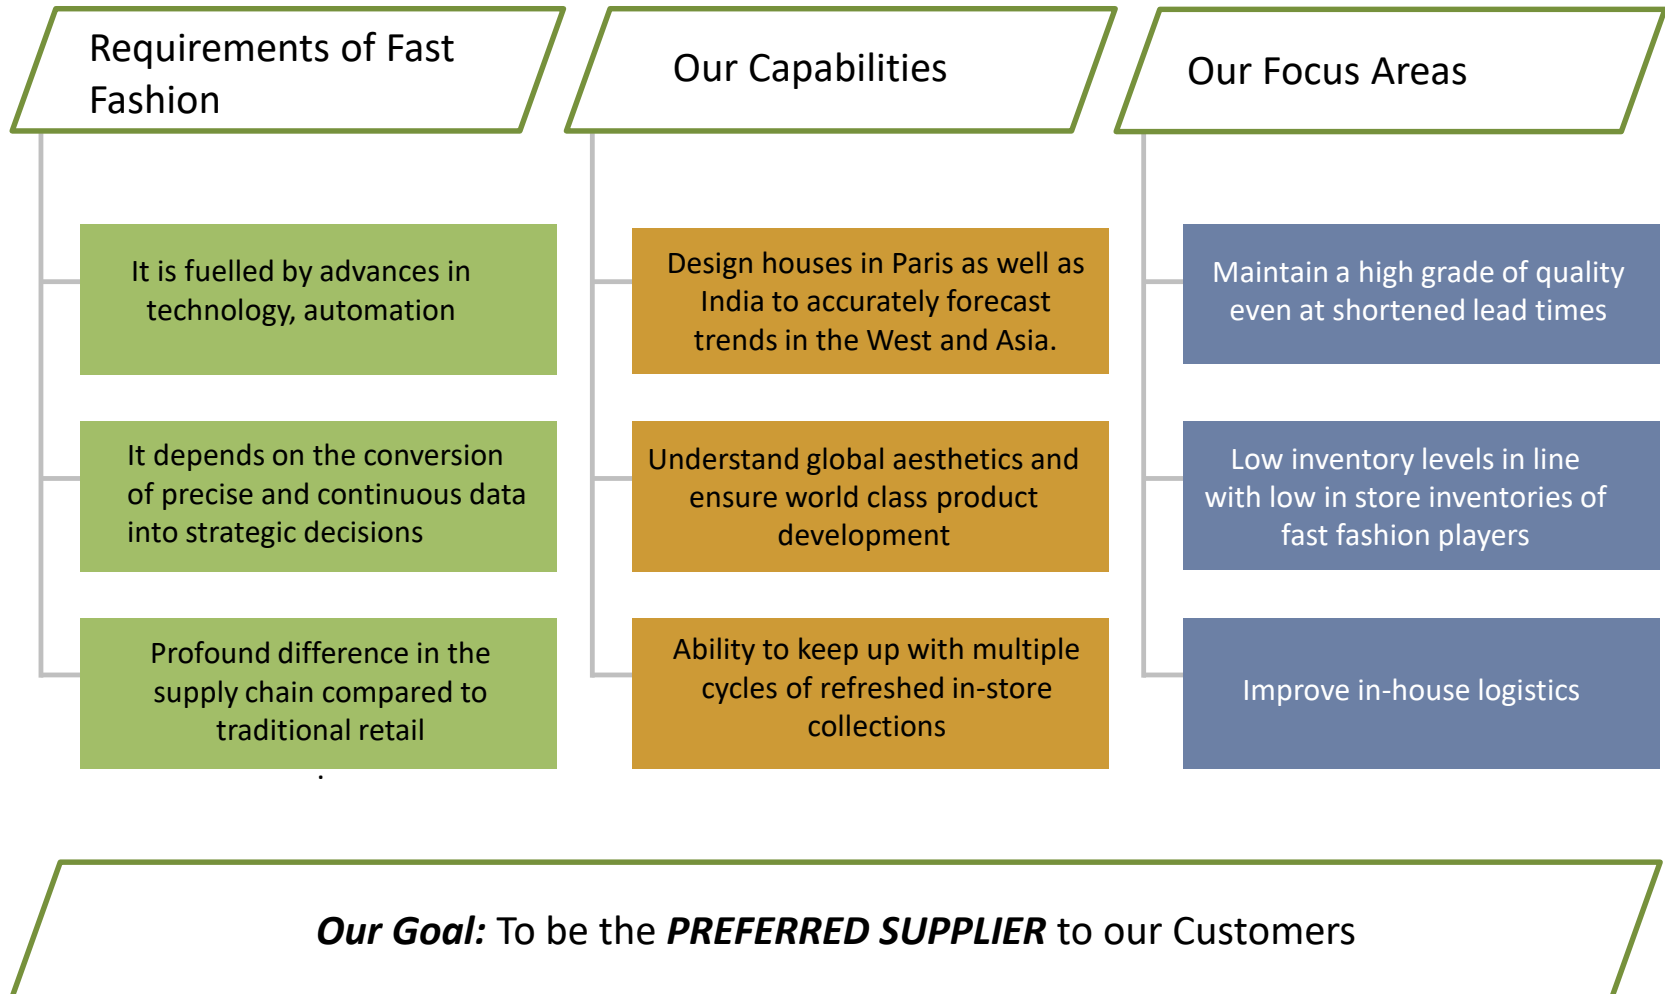 Requirements of Fast
Fashion
It is fuelled by advances in
technology, automation
It depends on the conversion
of precise and continuous data
into strategic decisions
Profound difference in the
supply chain compared to
traditional retail
.
Our Capabilities
Design houses in Paris as well as
India to accurately forecast
trends in the West and Asia.
Understand global aesthetics and
ensure world class product
development
Ability to keep up with multiple
cycles of refreshed in-store
collections
Our Focus Areas
Maintain a high grade of quality
even at shortened lead times
Low inventory levels in line
with low in store inventories of
fast fashion players
Improve in-house logistics
Our Goal: To be the PREFERRED SUPPLIER to our Customers